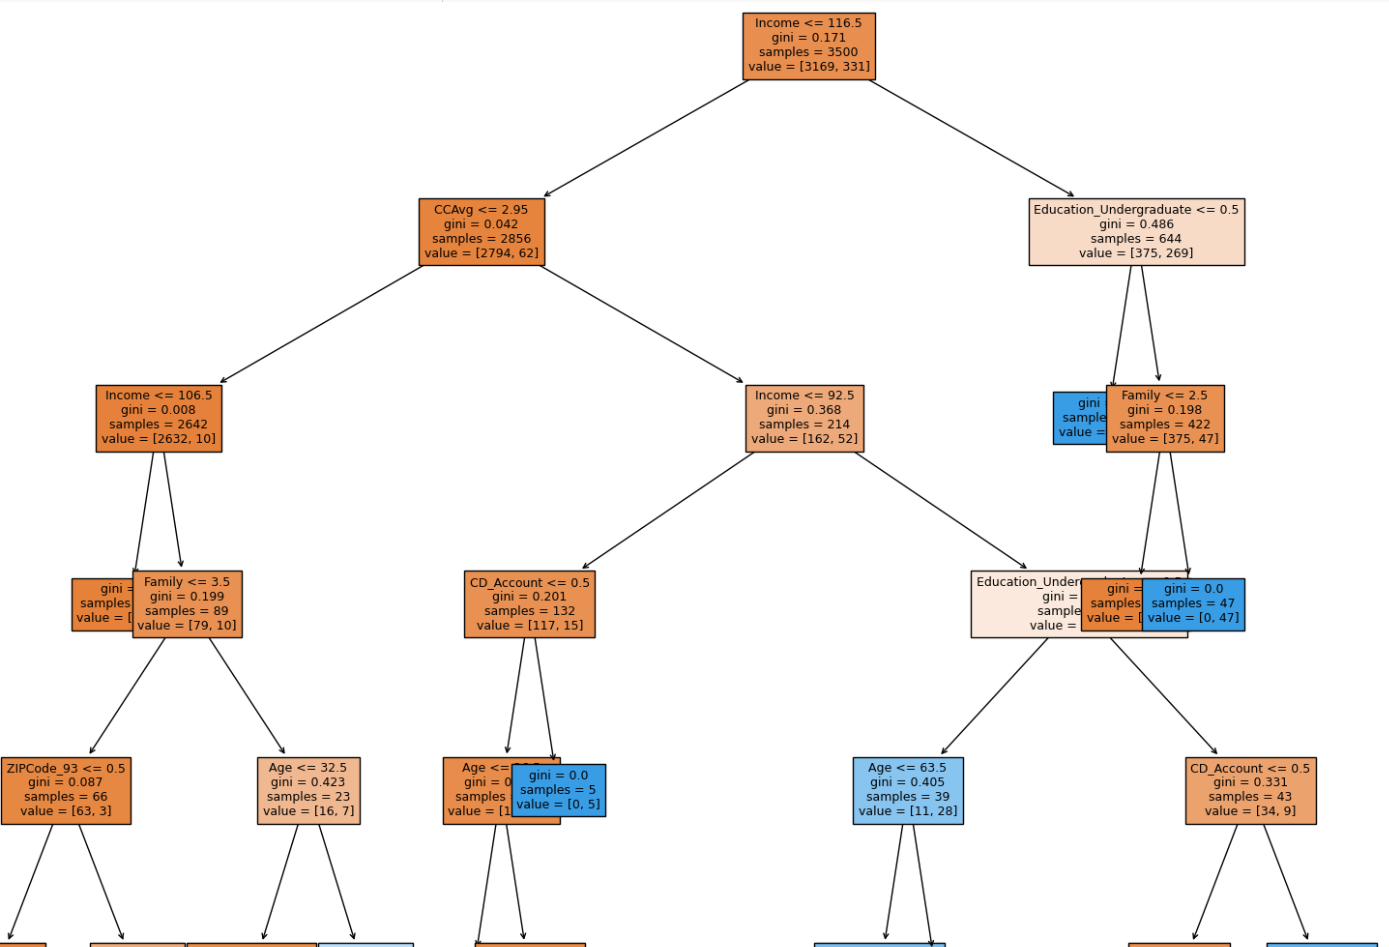 Income <= 116.5
gini = 0.171
samples = 3500
value = [3169, 331]
CCAvg <= 2.95
gini = 0.042
samples = 2856
value = [2794, 62]
Education_Undergraduate <= 0.5
gini = 0.486
samples = 644
value = [375, 269]
Income <= 106.5
gini = 0.008
samples = 2642
value = [2632, 10]
Income <= 92.5
gini = 0.368
samples = 214
value = [162, 52]
gini
value =
Family <= 2.5
gini = 0.198
samples = 422
value = [375, 47]
gini =
samples
value = [
Family <= 3.5
gini = 0.199
samples = 89
value = [79, 10]
CD_Account <= 0.5
gini = 0.201
samples = 132
value = [117, 15]
gini =
value =
gini =
samples
value = [
gini = 0.0
samples = 47
value = [0, 47]
ZIPCode_93 <= 0.5
gini = 0.087
samples = 66
value = [63, 3]
Age <= 32.5
gini = 0.423
samples = 23
value = [16, 7]
Age <=
gini =
samples
value =
gini = 0.0
samples = 5
value = [0, 5]
Age <= 63.5
gini = 0.405
samples = 39
value = [11, 28]
CD_Account <= 0.5
gini = 0.331
samples = 43
value = [34, 9]